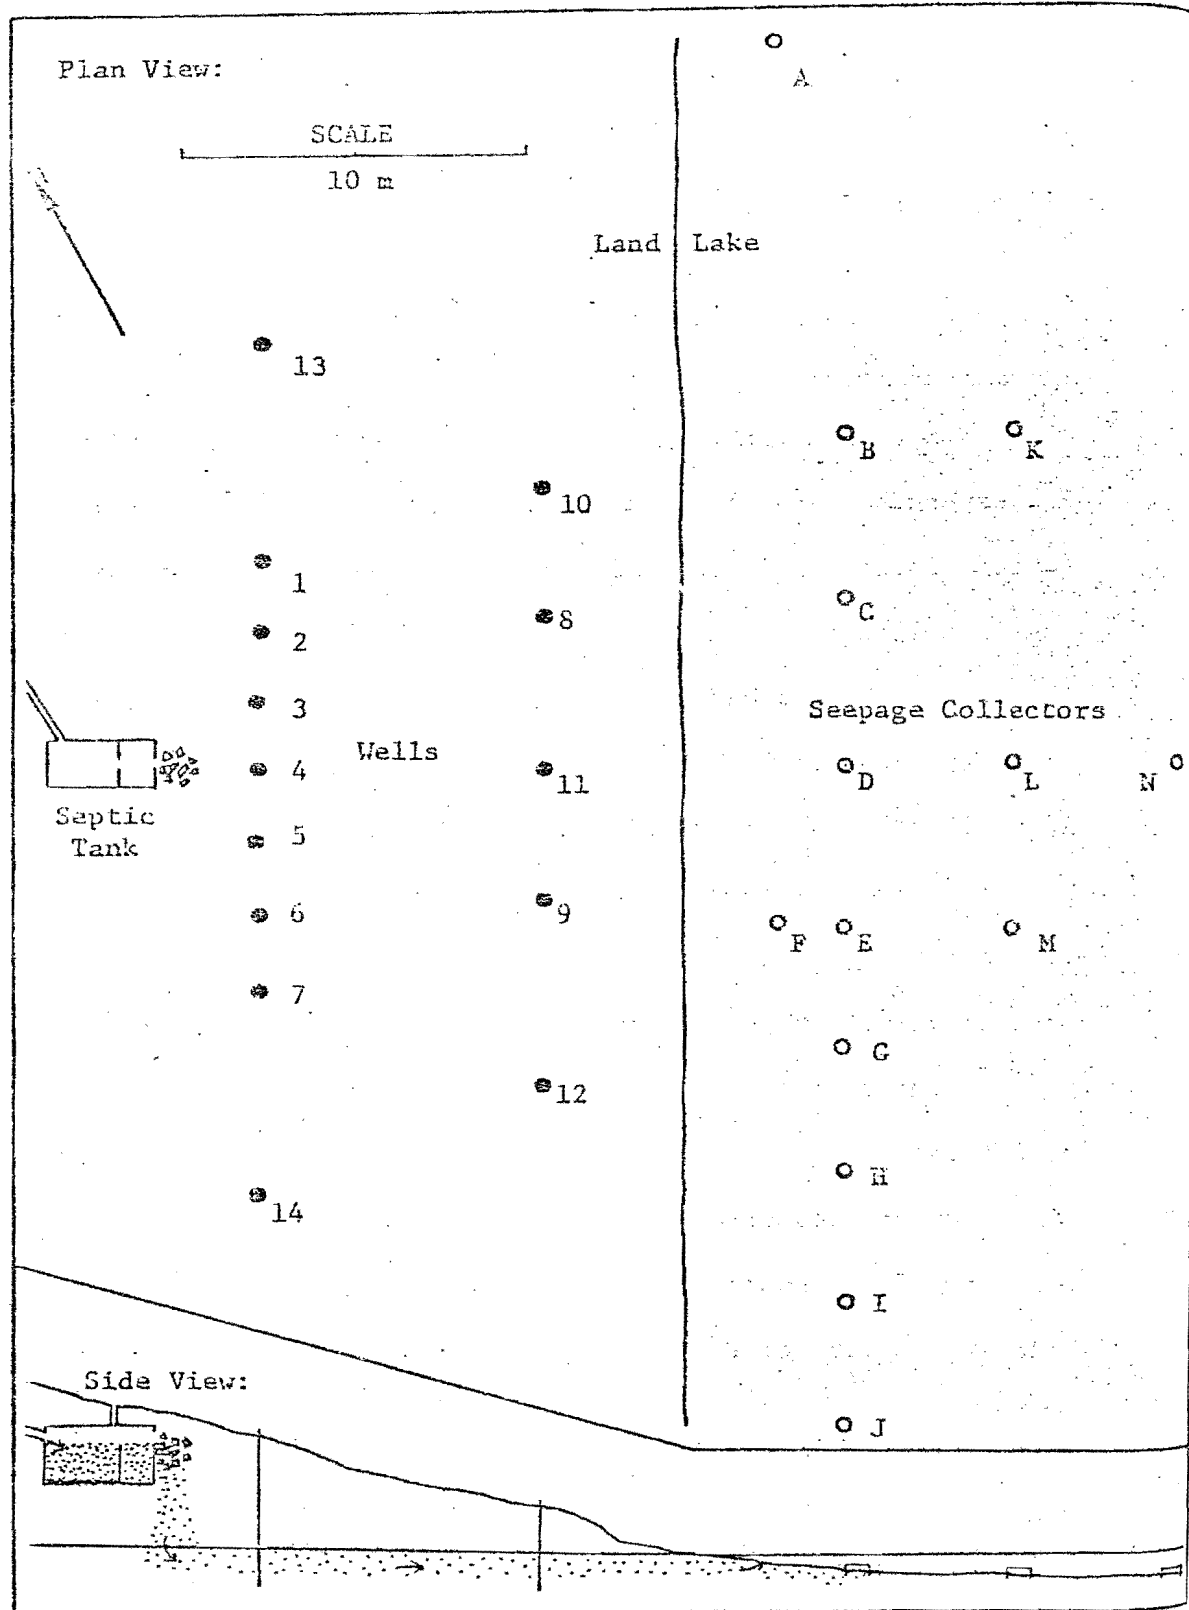 Plan View:
A
SCALE
10 m
Land Lake
13
B
K
10
1
C
8
2
3
Seepage Collectors
Wells
4
11
D
L
N
Septic
Tank
5
6
9
F
E
M
7
G
12
H
14
I
Side View:
J